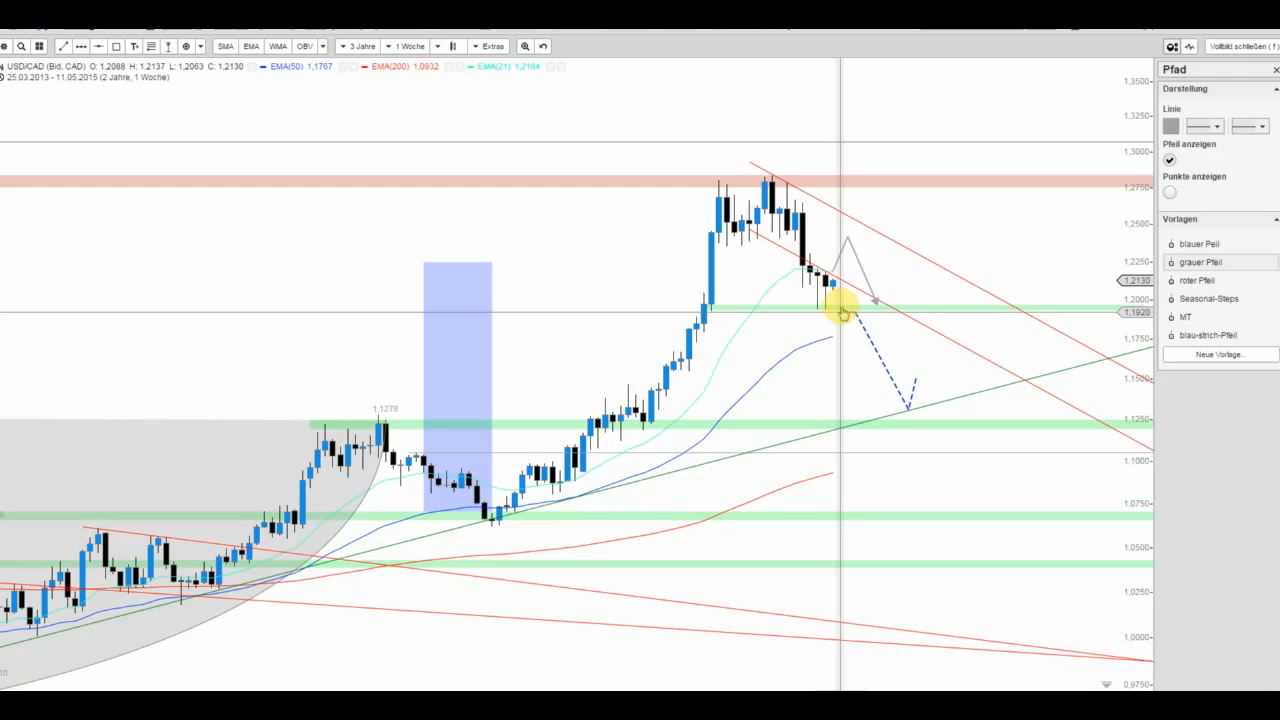 SMA EMA WMA OBV 3 Jahre 1 Woche Extras Vollbild schließen ( f )
USD/CAD (Bid, CAD) O: 1,2088 H: 1,2137 L: 1,2063 C: 1,2130 EMA(50) 1,1767 EMA(200) 1,0932 EMA(21) 1,2184
25.03.2013 - 11.05.2015 (2 Jahre, 1 Woche)
1,3500
1,3250
1,3000
1,2750
1,2500
1,2250
1,2130
1,2000
1,1920
1,1750
1,1500
1,1250
1,1000
1,0750
1,0500
1,0250
1,0000
0,9750
1,1278
Pfad
Darstellung
Linie
Pfeil anzeigen
Punkte anzeigen
Vorlagen
blauer Peil
grauer Pfeil
roter Pfeil
Seasonal-Steps
MT
blau-strich-Pfeil
Neue Vorlage...